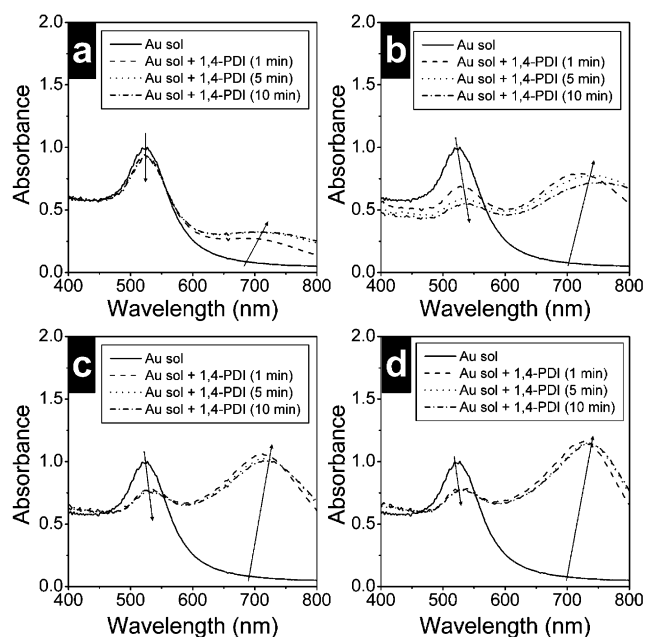 a
Au sol
Au sol + 1,4-PDI (1 min)
Au sol + 1,4-PDI (5 min)
Au sol + 1,4-PDI (10 min)
2.0
1.5
1.0
0.5
0.0
Absorbance
400 500 600 700 800
Wavelength (nm)
b
Au sol
Au sol + 1,4-PDI (1 min)
Au sol + 1,4-PDI (5 min)
Au sol + 1,4-PDI (10 min)
2.0
1.5
1.0
0.5
0.0
Absorbance
400 500 600 700 800
Wavelength (nm)
c
Au sol
Au sol + 1,4-PDI (1 min)
Au sol + 1,4-PDI (5 min)
Au sol + 1,4-PDI (10 min)
2.0
1.5
1.0
0.5
0.0
Absorbance
400 500 600 700 800
Wavelength (nm)
d
Au sol
Au sol + 1,4-PDI (1 min)
Au sol + 1,4-PDI (5 min)
Au sol + 1,4-PDI (10 min)
2.0
1.5
1.0
0.5
0.0
Absorbance
400 500 600 700 800
Wavelength (nm)